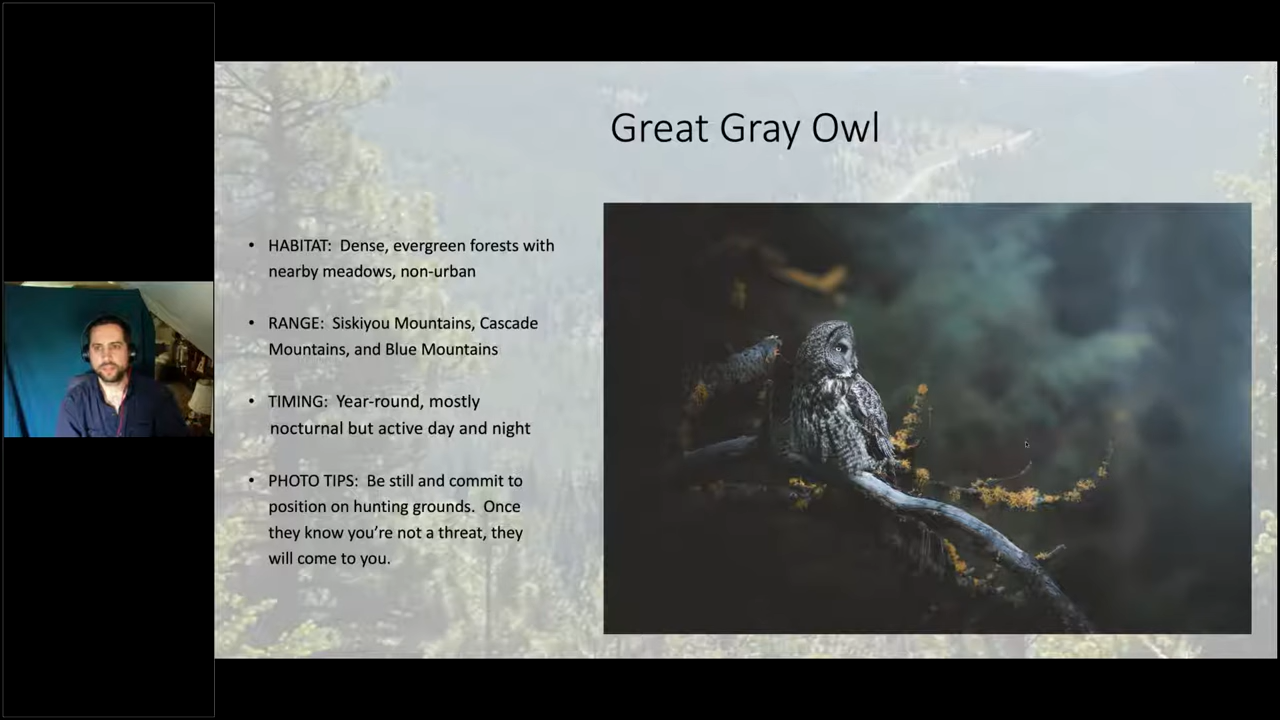 Great Gray Owl
• HABITAT: Dense, evergreen forests with
nearby meadows, non-urban
• RANGE: Siskiyou Mountains, Cascade
Mountains, and Blue Mountains
• TIMING: Year-round, mostly
nocturnal but active day and night
• PHOTO TIPS: Be still and commit to
position on hunting grounds. Once
they know you’re not a threat, they
will come to you.